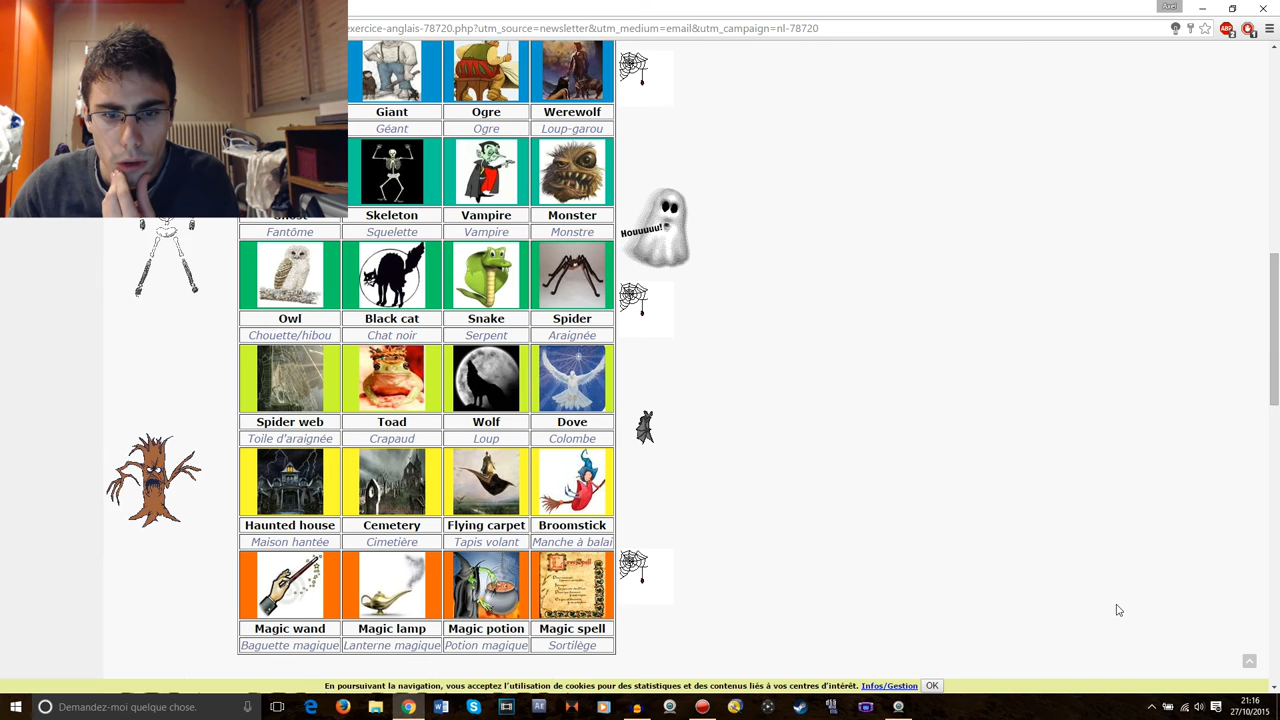 Axel
exercice-anglais-78720.php?utm_source=newsletter&utm_medium=email&utm_campaign=nl-78720
Giant Ogre Werewolf
Géant Ogre Loup-garou
Ghost Skeleton Vampire Monster
Fantôme Squelette Vampire Monstre
Houuuuu!
Owl Black cat Snake Spider
Chouette/hibou Chat noir Serpent Araignée
Spider web Toad Wolf Dove
Toile d'araignée Crapaud Loup Colombe
Haunted house Cemetery Flying carpet Broomstick
Maison hantée Cimetière Tapis volant Manche à balai
Magic wand Magic lamp Magic potion Magic spell
Baguette magique Lanterne magique Potion magique Sortilège
En poursuivant la navigation, vous acceptez l'utilisation de cookies pour des statistiques et des contenus liés à vos centres d'intérêt. Infos/Gestion OK
Demandez-moi quelque chose.
21:16
27/10/2015